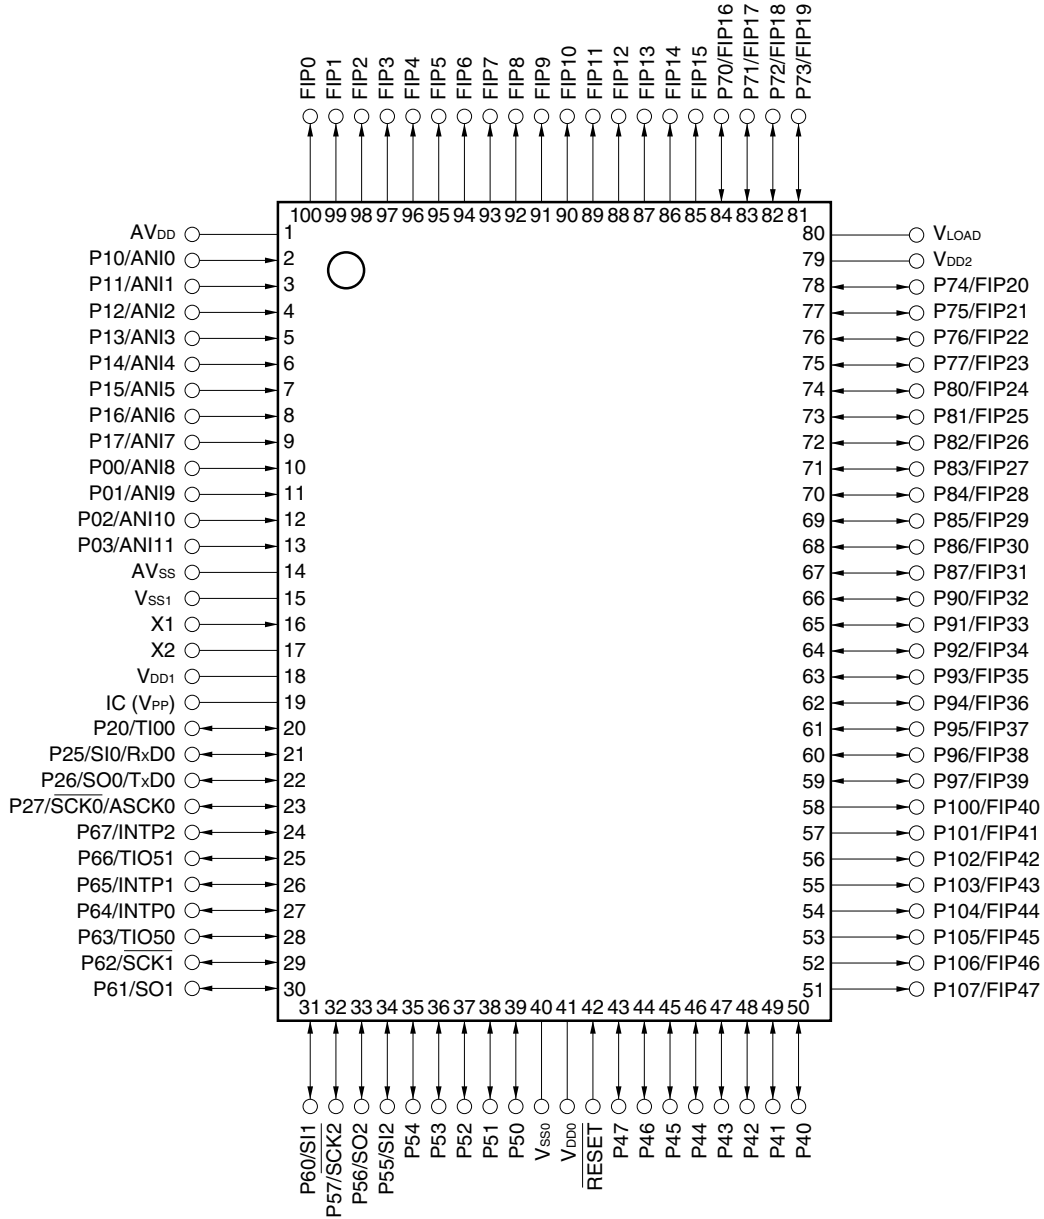 FIP0 FIP1 FIP2 FIP3 FIP4 FIP5 FIP6 FIP7 FIP8 FIP9 FIP10 FIP11 FIP12 FIP13 FIP14 FIP15 P70/FIP16 P71/FIP17 P72/FIP18 P73/FIP19
100 99 98 97 96 95 94 93 92 91 90 89 88 87 86 85 84 83 82 81
AVDD 1 80 VLOAD
P10/ANI0 2 79 VDD2
P11/ANI1 3 78 P74/FIP20
P12/ANI2 4 77 P75/FIP21
P13/ANI3 5 76 P76/FIP22
P14/ANI4 6 75 P77/FIP23
P15/ANI5 7 74 P80/FIP24
P16/ANI6 8 73 P81/FIP25
P17/ANI7 9 72 P82/FIP26
P00/ANI8 10 71 P83/FIP27
P01/ANI9 11 70 P84/FIP28
P02/ANI10 12 69 P85/FIP29
P03/ANI11 13 68 P86/FIP30
AVSS 14 67 P87/FIP31
VSS1 15 66 P90/FIP32
X1 16 65 P91/FIP33
X2 17 64 P92/FIP34
VDD1 18 63 P93/FIP35
IC (VPP) 19 62 P94/FIP36
P20/TI00 20 61 P95/FIP37
P25/SI0/RxD0 21 60 P96/FIP38
P26/SO0/TxD0 22 59 P97/FIP39
P27/S̅C̅K̅0̅/ASCK0 23 58 P100/FIP40
P67/INTP2 24 57 P101/FIP41
P66/TIO51 25 56 P102/FIP42
P65/INTP1 26 55 P103/FIP43
P64/INTP0 27 54 P104/FIP44
P63/TIO50 28 53 P105/FIP45
P62/S̅C̅K̅1̅ 29 52 P106/FIP46
P61/SO1 30 51 P107/FIP47
31 32 33 34 35 36 37 38 39 40 41 42 43 44 45 46 47 48 49 50
P60/SI1 P57/S̅C̅K̅2̅ P56/SO2 P55/SI2 P54 P53 P52 P51 P50 VSS0 VDD0 R̅E̅S̅E̅T̅ P47 P46 P45 P44 P43 P42 P41 P40